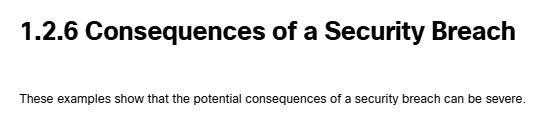 1.2.6 Consequences of a Security Breach
These examples show that the potential consequences of a security breach can be severe.